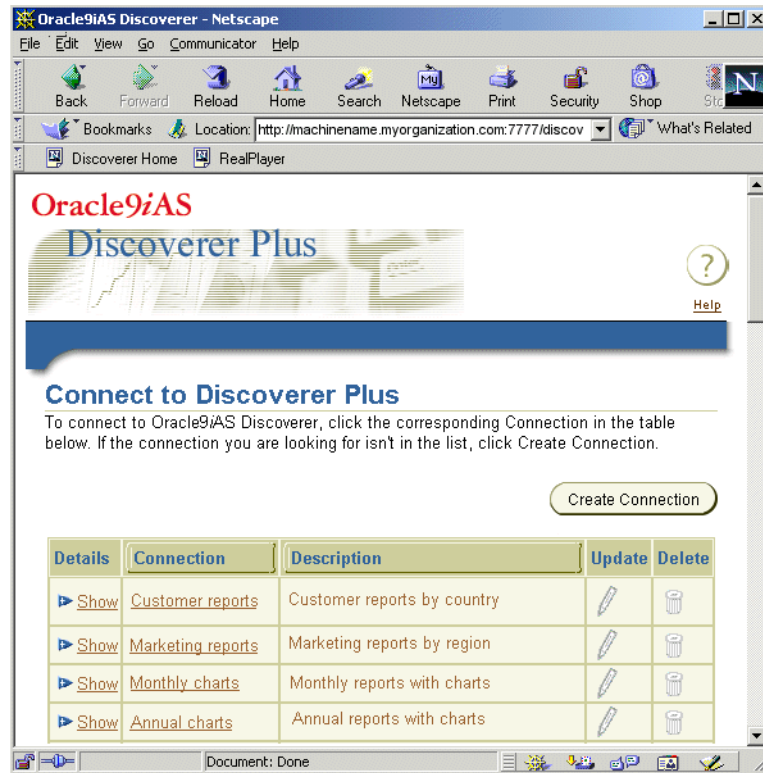 Oracle9iAS Discoverer - Netscape
File Edit View Go Communicator Help
Back Forward Reload Home Search Netscape Print Security Shop
Bookmarks Location: http://machinename.myorganization.com:7777/discov What's Related
Discoverer Home RealPlayer
Oracle9iAS
Discoverer Plus
?
Help
Connect to Discoverer Plus
To connect to Oracle9iAS Discoverer, click the corresponding Connection in the table
below. If the connection you are looking for isn't in the list, click Create Connection.
Create Connection
Details Connection Description Update Delete
Show Customer reports Customer reports by country
Show Marketing reports Marketing reports by region
Show Monthly charts Monthly reports with charts
Show Annual charts Annual reports with charts
Document: Done